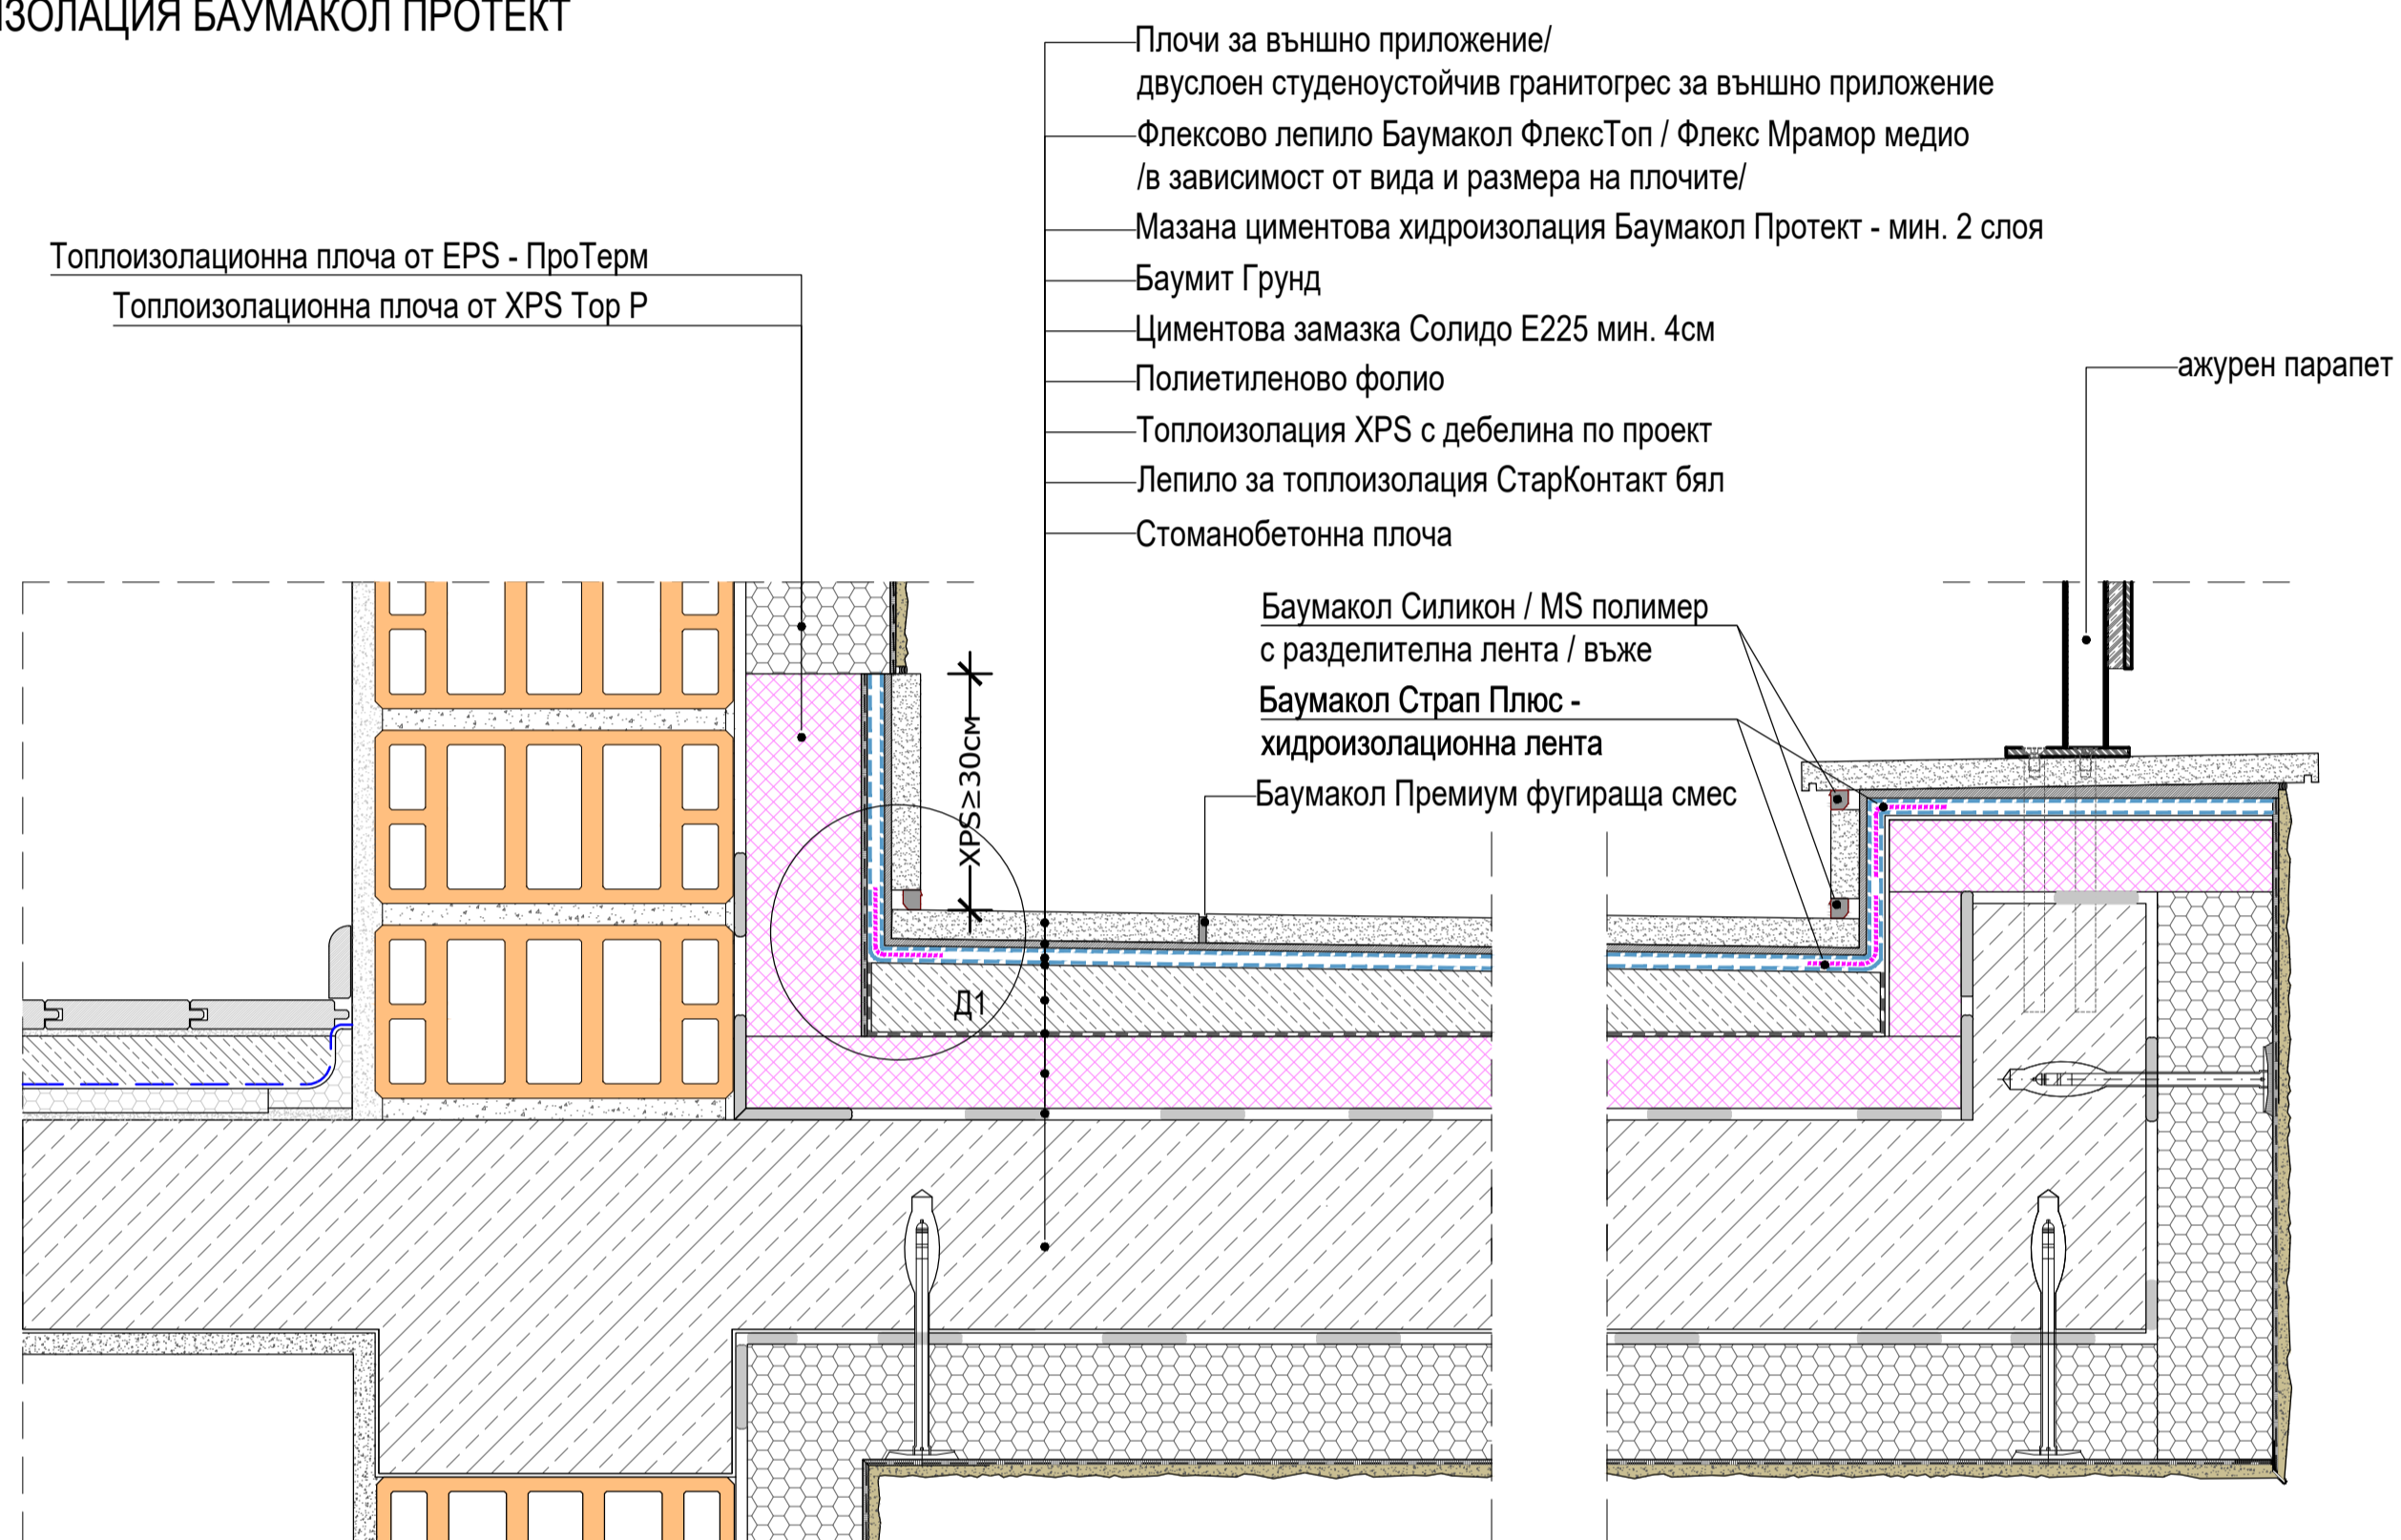 ИЗОЛАЦИЯ БАУМАКОЛ ПРОТЕКТ
Плочи за външно приложение/
двуслоен студеноустойчив гранитогрес за външно приложение
Флексово лепило Баумакол ФлексТоп / Флекс Мрамор медио
/в зависимост от вида и размера на плочите/
Мазана циментова хидроизолация Баумакол Протект - мин. 2 слоя
Баумит Грунд
Циментова замазка Солидо Е225 мин. 4см
Полиетиленово фолио
Топлоизолация XPS с дебелина по проект
Лепило за топлоизолация СтарКонтакт бял
Стоманобетонна плоча
Топлоизолационна плоча от EPS - ПроТерм
Топлоизолационна плоча от XPS Top P
ажурен парапет
Баумакол Силикон / MS полимер
с разделителна лента / въже
Баумакол Страп Плюс -
хидроизолационна лента
Баумакол Премиум фугираща смес
XPS≥30см
Д1